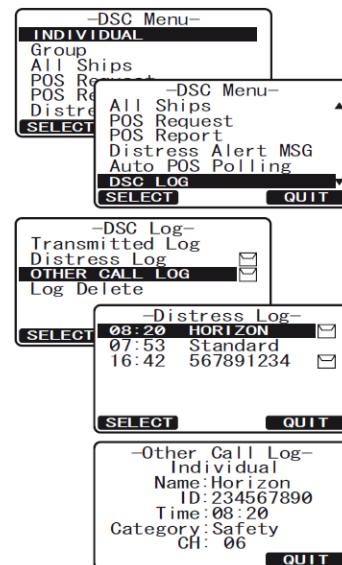 -DSC Menu-
INDIVIDUAL
Group
All Ships
POS Request
POS Re
Distre
SELECT
-DSC Menu-
All Ships
POS Request
POS Report
Distress Alert MSG
Auto POS Polling
DSC LOG
SELECT QUIT
-DSC Log-
Transmitted Log
Distress Log
OTHER CALL LOG
Log Delete
SELECT
-Distress Log-
08:20 HORIZON
07:53 Standard
16:42 567891234
SELECT QUIT
-Other Call Log-
Individual
Name:Horizon
ID:234567890
Time:08:20
Category:Safety
CH: 06
QUIT